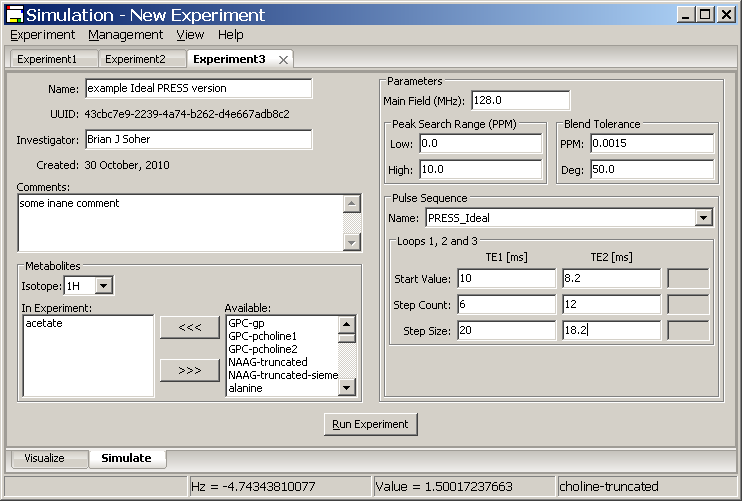 Simulation - New Experiment
Experiment Management View Help
Experiment1 Experiment2 Experiment3
Name: example Ideal PRESS version
UUID: 43cbc7e9-2239-4a74-b262-d4e667adb8c2
Investigator: Brian J Soher
Created: 30 October, 2010
Comments:
some inane comment
Metabolites
Isotope: 1H
In Experiment:
acetate
<<<
>>>
Available:
GPC-gp
GPC-pcholine1
GPC-pcholine2
NAAG-truncated
NAAG-truncated-sieme
alanine
Parameters
Main Field (MHz): 128.0
Peak Search Range (PPM)
Low: 0.0
High: 10.0
Blend Tolerance
PPM: 0.0015
Deg: 50.0
Pulse Sequence
Name: PRESS_Ideal
Loops 1, 2 and 3
TE1 [ms] TE2 [ms]
Start Value: 10 8.2
Step Count: 6 12
Step Size: 20 18.2
Run Experiment
Visualize Simulate
Hz = -4.74343810077 Value = 1.50017237663 choline-truncated